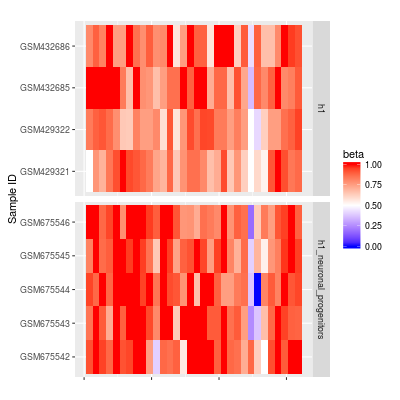 GSM432686
GSM432685
GSM429322
GSM429321
h1
GSM675546
GSM675545
GSM675544
GSM675543
GSM675542
h1_neuronal_progenitors
Sample ID
beta
1.00
0.75
0.50
0.25
0.00